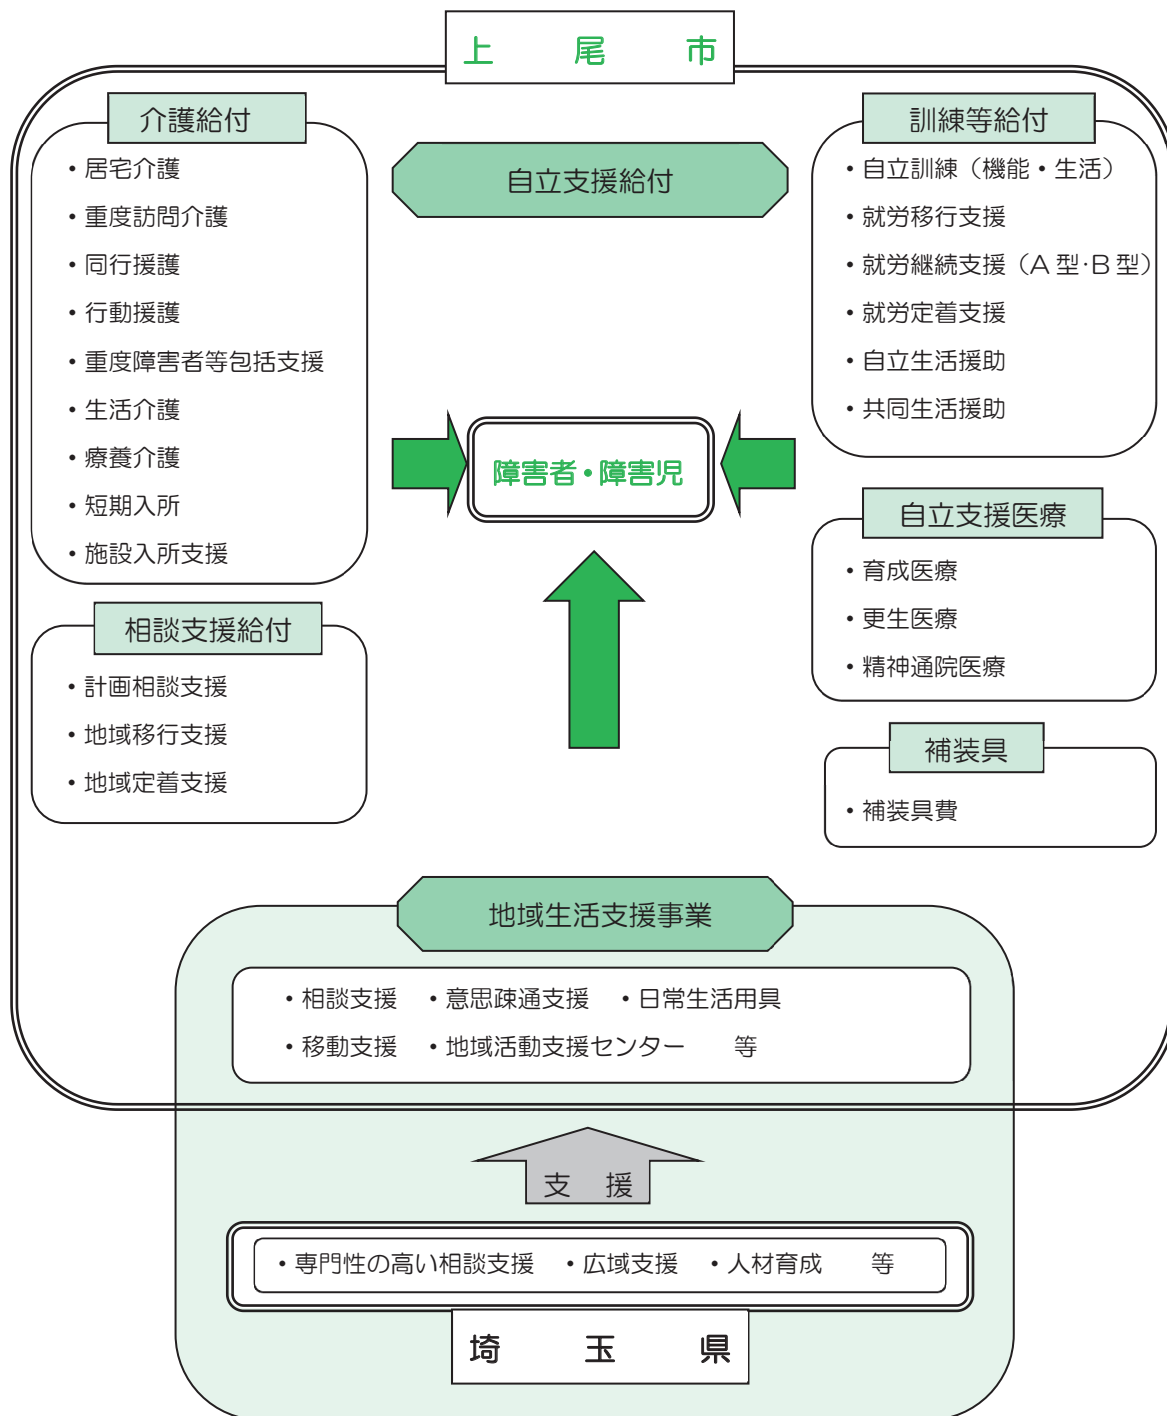 上　尾　市
介護給付
・居宅介護
・重度訪問介護
・同行援護
・行動援護
・重度障害者等包括支援
・生活介護
・療養介護
・短期入所
・施設入所支援
相談支援給付
・計画相談支援
・地域移行支援
・地域定着支援
自立支援給付
障害者・障害児
訓練等給付
・自立訓練（機能・生活）
・就労移行支援
・就労継続支援（A型・B型）
・就労定着支援
・自立生活援助
・共同生活援助
自立支援医療
・育成医療
・更生医療
・精神通院医療
補装具
・補装具費
地域生活支援事業
・相談支援　・意思疎通支援　・日常生活用具
・移動支援　・地域活動支援センター　　等
支　援
・専門性の高い相談支援　・広域支援　・人材育成　　等
埼　玉　県